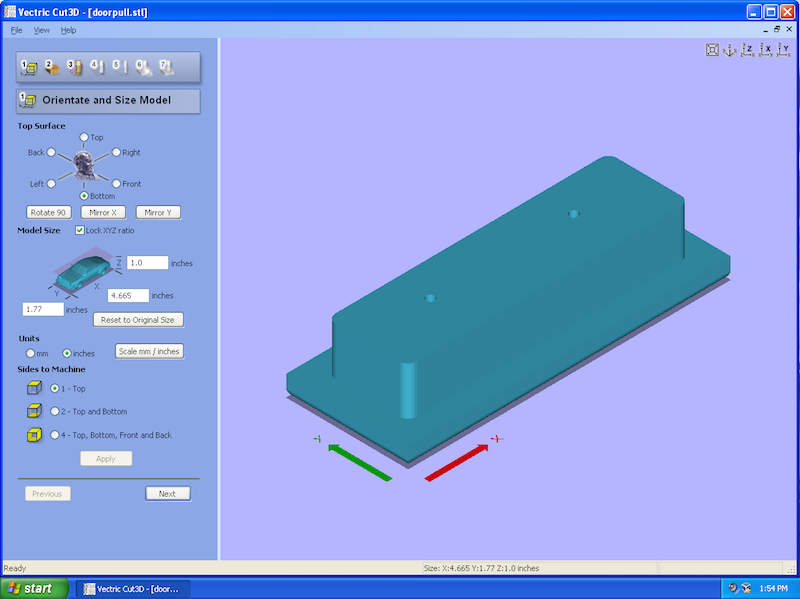 Vectric Cut3D - [doorpull.stl]
File View Help
1 2 3 4 5 6 7
Z X Y
1 Orientate and Size Model
Top Surface
Top
Back Right
Left Front
Bottom
Rotate 90 Mirror X Mirror Y
Model Size Lock XYZ ratio
Z 1.0 inches
Y X 4.665 inches
1.77 inches Reset to Original Size
Units
mm inches Scale mm / inches
Sides to Machine
1 - Top
2 - Top and Bottom
4 - Top, Bottom, Front and Back
Apply
Previous Next
Ready Size: X:4.665 Y:1.77 Z:1.0 inches
start Vectric Cut3D - [door... 1:54 PM